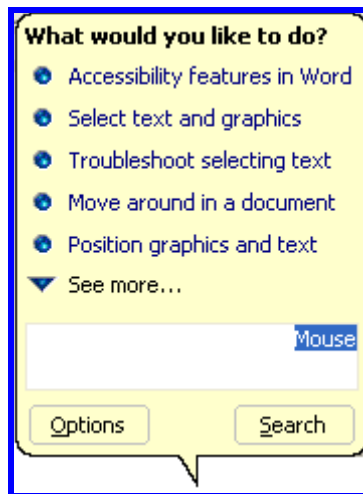 What would you like to do?
Accessibility features in Word
Select text and graphics
Troubleshoot selecting text
Move around in a document
Position graphics and text
See more...
Mouse
Options Search